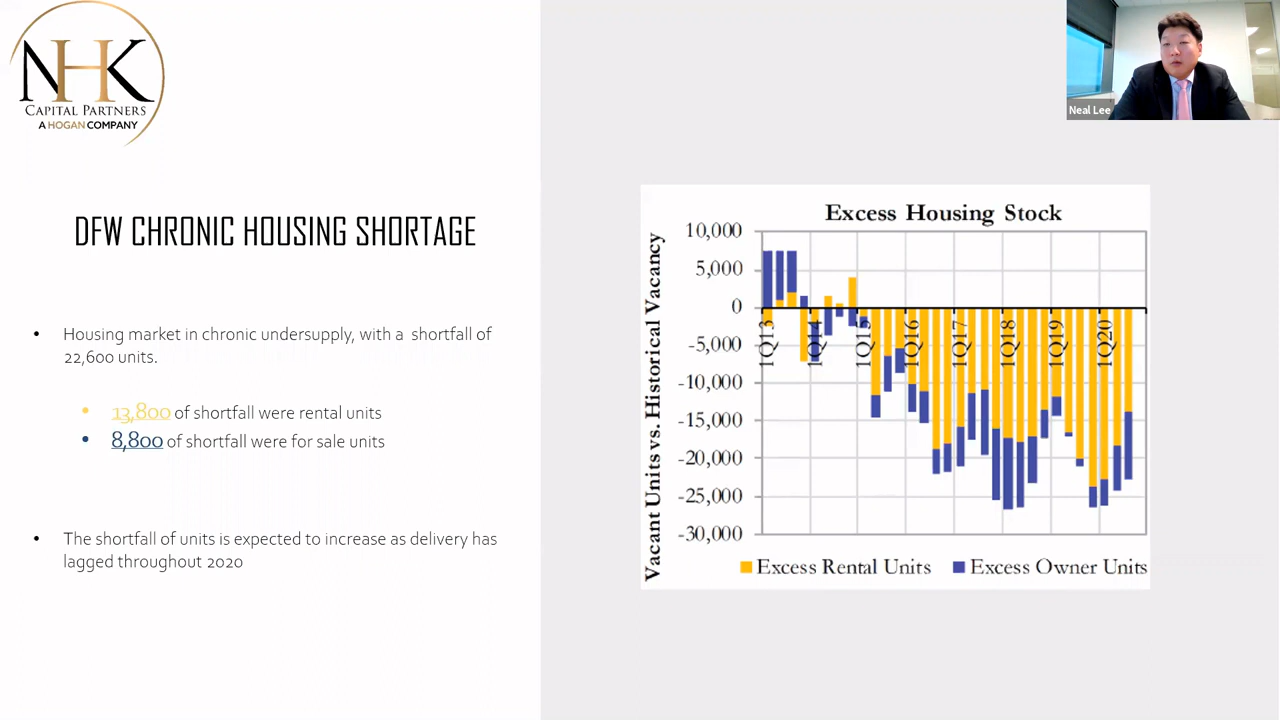 NHK
CAPITAL PARTNERS
A HOGAN COMPANY
DFW CHRONIC HOUSING SHORTAGE
• Housing market in chronic undersupply, with a shortfall of
22,600 units.
• 13,800 of shortfall were rental units
• 8,800 of shortfall were for sale units
• The shortfall of units is expected to increase as delivery has
lagged throughout 2020
Neal Lee
Excess Housing Stock
Vacant Units vs. Historical Vacancy
10,000
5,000
0
-5,000
-10,000
-15,000
-20,000
-25,000
-30,000
1Q13
1Q14
1Q15
1Q16
1Q17
1Q18
1Q19
1Q20
Excess Rental Units
Excess Owner Units